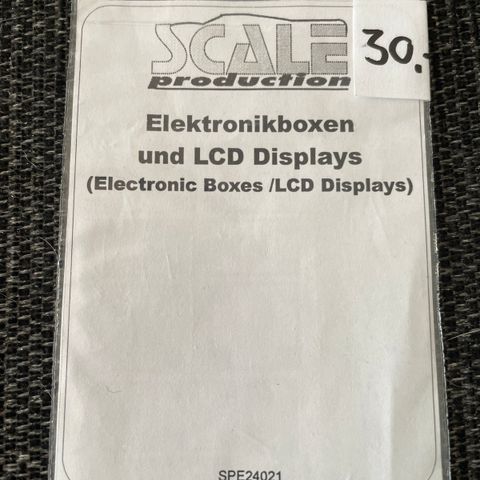 SCALE
production
30.-
Elektronikboxen
und LCD Displays
(Electronic Boxes /LCD Displays)
SPE24021